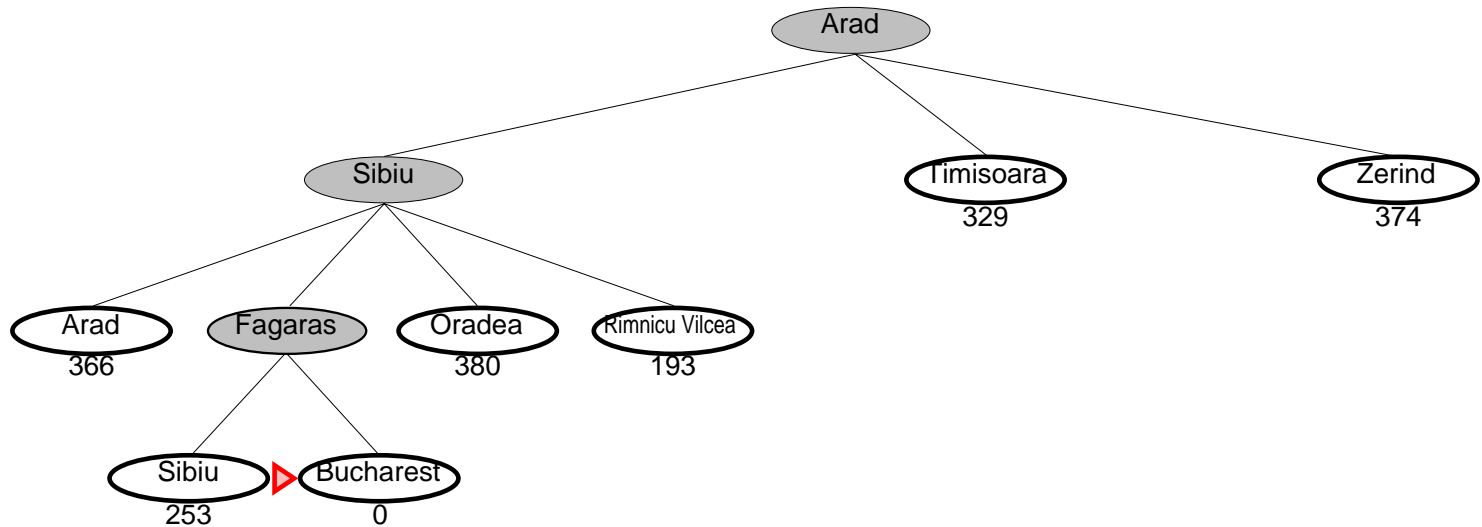 Arad
Sibiu
Timisoara
Zerind
329
374
Arad
Fagaras
Oradea
Rimnicu Vilcea
366
380
193
Sibiu
Bucharest
253
0